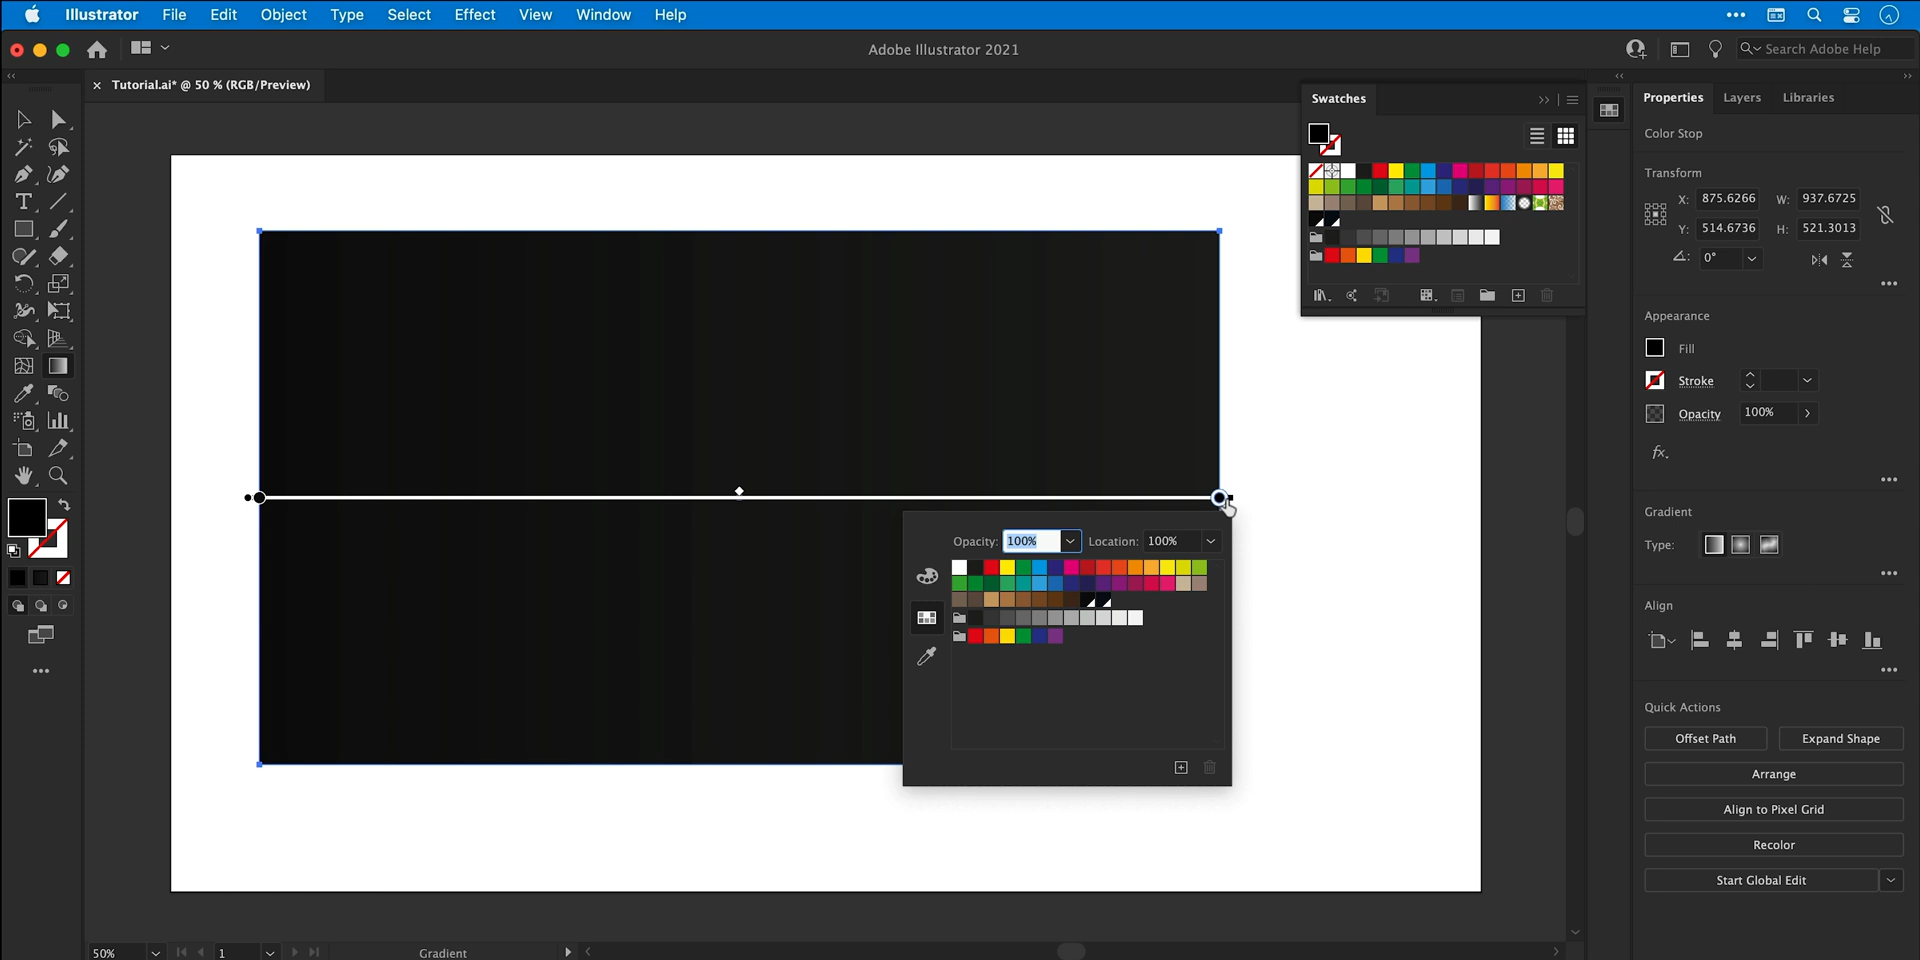 Illustrator File Edit Object Type Select Effect View Window Help
Adobe Illustrator 2021
Search Adobe Help
Tutorial.ai* @ 50 % (RGB/Preview)
Swatches
Properties Layers Libraries
Color Stop
Transform
X: 875.6266 W: 937.6725
Y: 514.6736 H: 521.3013
0°
Appearance
Fill
Stroke
Opacity 100%
fx.
Gradient
Type:
Opacity: 100% Location: 100%
Align
Quick Actions
Offset Path Expand Shape
Arrange
Align to Pixel Grid
Recolor
Start Global Edit
50% 1 Gradient